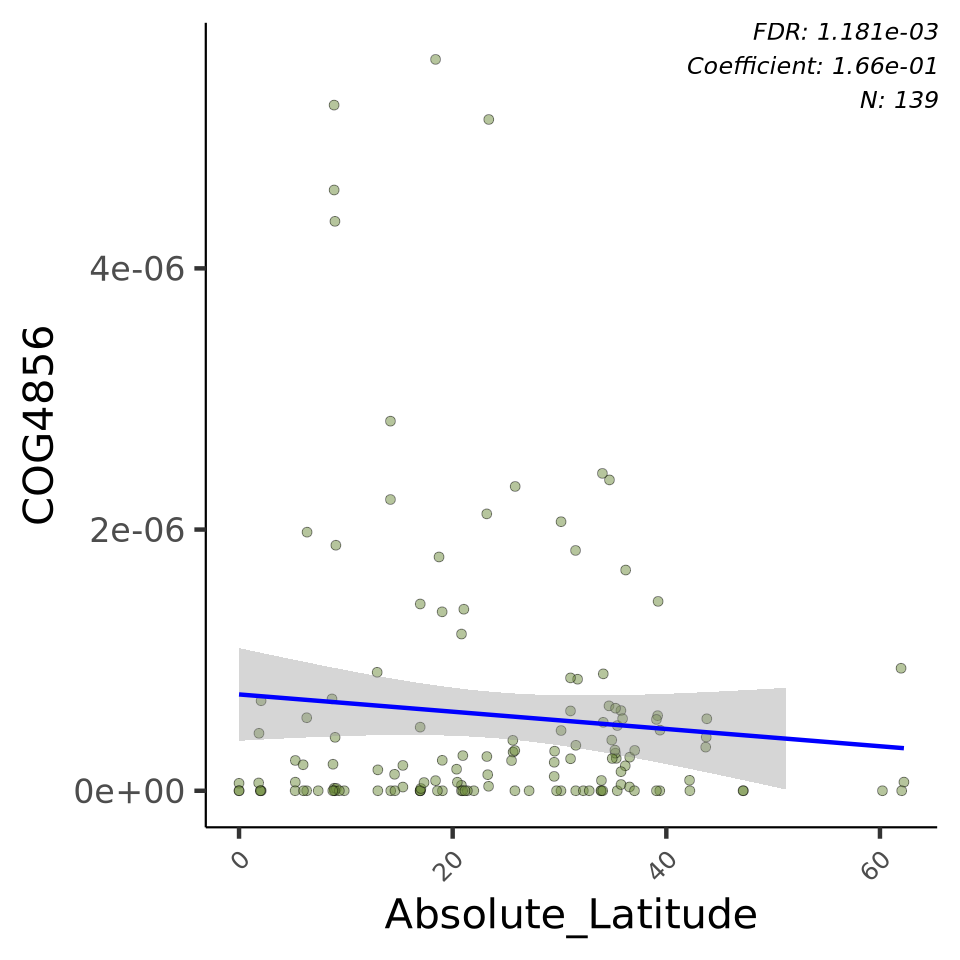 FDR: 1.181e-03
Coefficient: 1.66e-01
N: 139
4e-06
2e-06
0e+00
COG4856
0
20
40
60
Absolute_Latitude